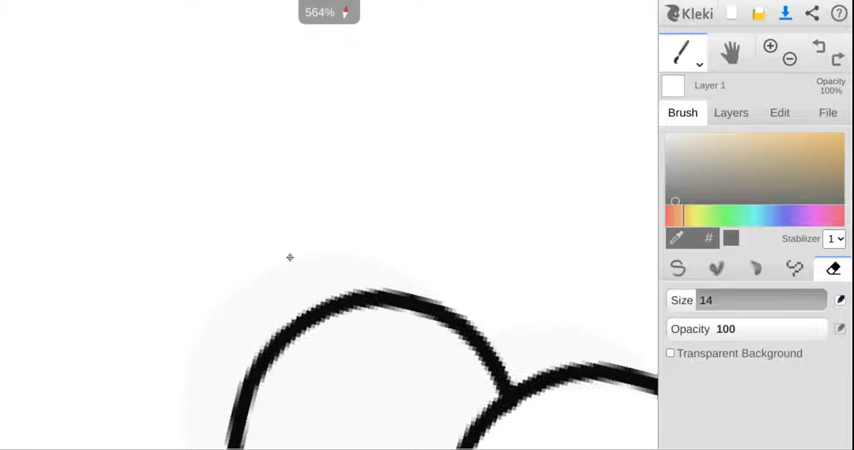 564%
Kleki
Layer 1
Opacity
100%
Brush Layers Edit File
#
Stabilizer 1
Size 14
Opacity 100
Transparent Background